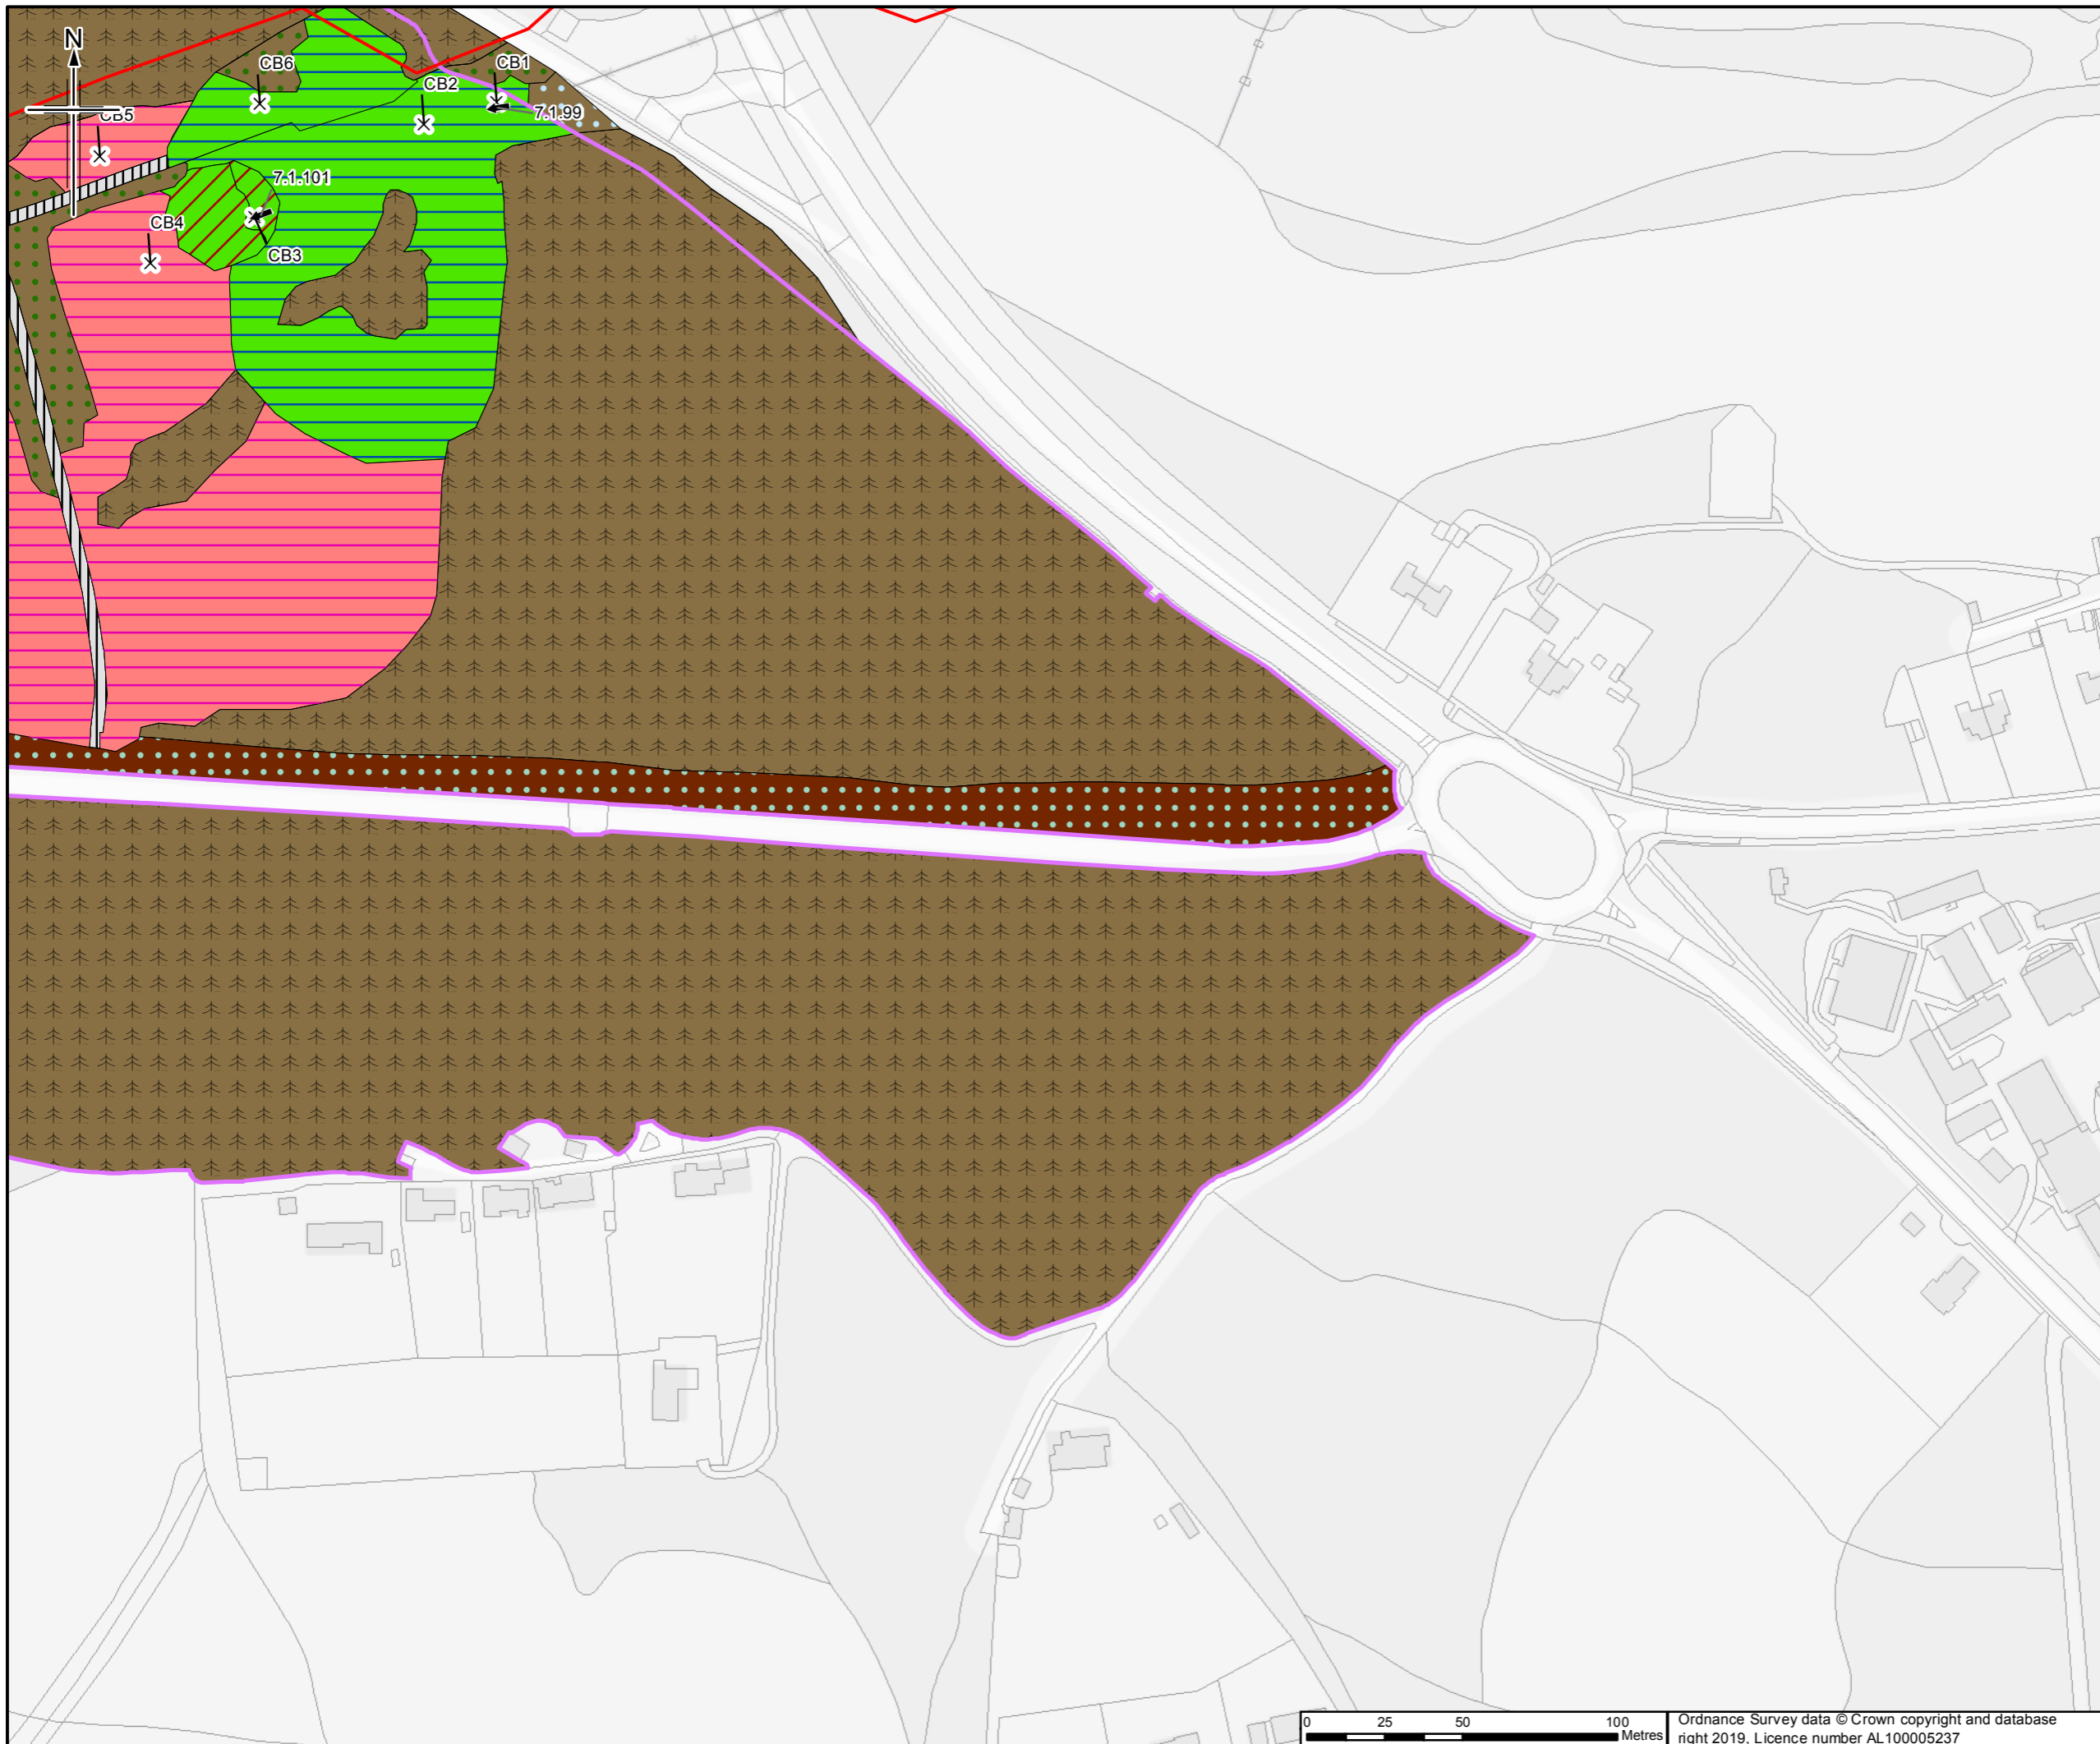 N
CB6
CB1
CB2
7.1.99
CB5
7.1.101
CB4
CB3
0 25 50 100
Metres
Ordnance Survey data © Crown copyright and database
right 2019, Licence number AL100005237